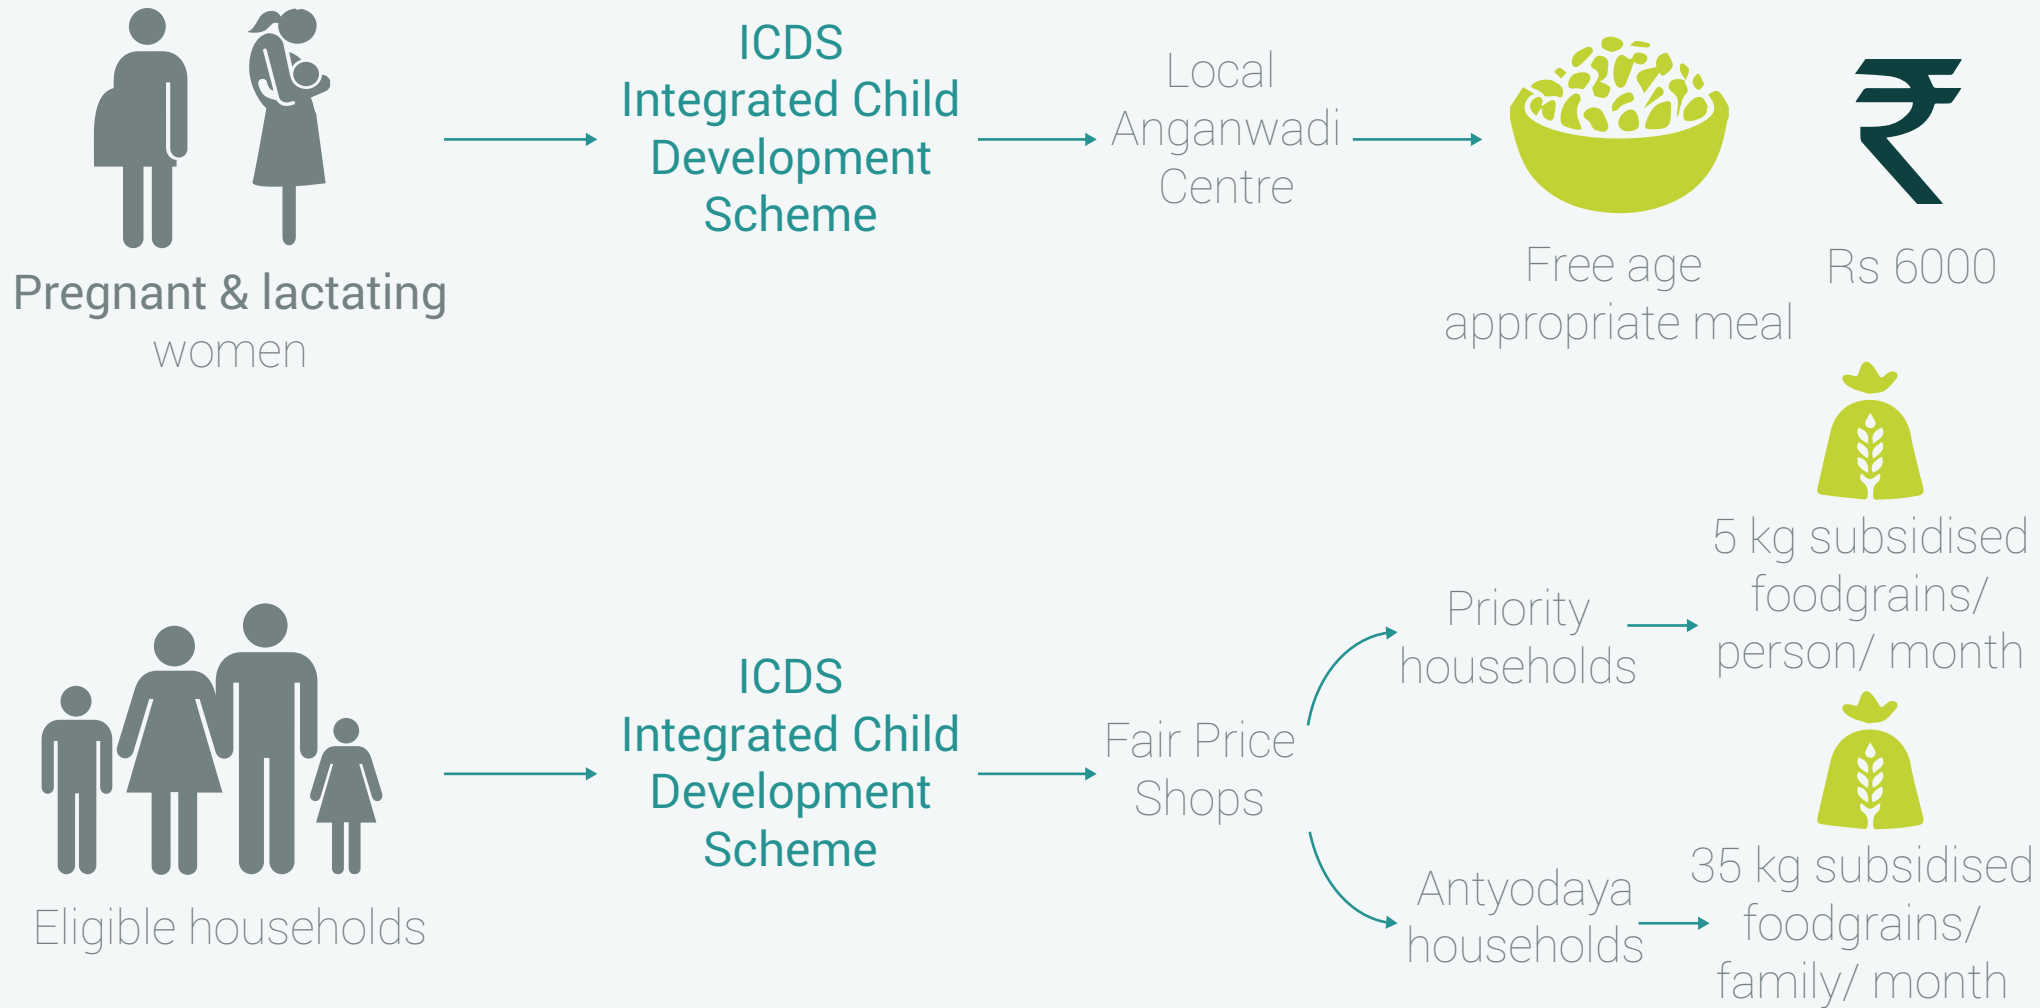 Pregnant & lactating
women
ICDS
Integrated Child
Development
Scheme
Local
Anganwadi
Centre
Free age
appropriate meal
₹
Rs 6000
Eligible households
ICDS
Integrated Child
Development
Scheme
Fair Price
Shops
Priority
households
5 kg subsidised
foodgrains/
person/ month
Antyodaya
households
35 kg subsidised
foodgrains/
family/ month